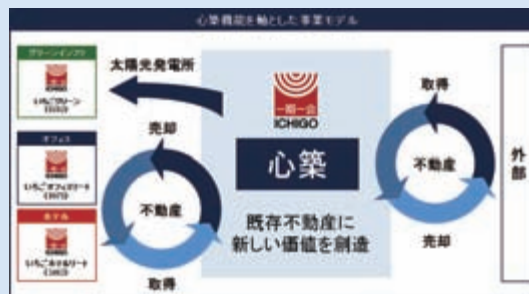 心築機能を軸とした事業モデル
グリーンインフラ
ICHIGO
いちごグリーン
オフィス
ICHIGO
いちごオフィスリート
(8975)
ホテル
ICHIGO
いちごホテルリート
(3463)
太陽光発電所
売却
不動産
取得
一期一会
ICHIGO
心築
既存不動産に
新しい価値を創造
取得
不動産
売却
外部